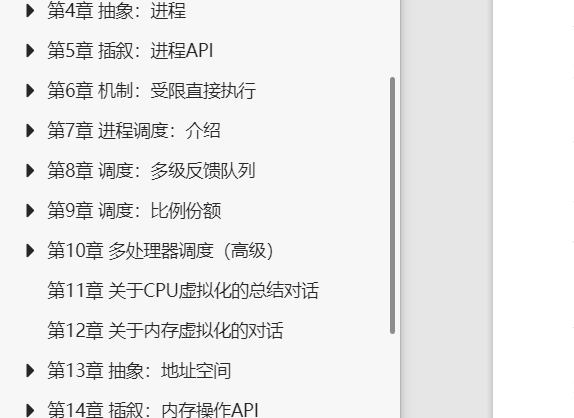 第4章 抽象：进程
第5章 插叙：进程API
第6章 机制：受限直接执行
第7章 进程调度：介绍
第8章 调度：多级反馈队列
第9章 调度：比例份额
第10章 多处理器调度（高级）
第11章 关于CPU虚拟化的总结对话
第12章 关于内存虚拟化的对话
第13章 抽象：地址空间
第14章 插叙：内存操作API